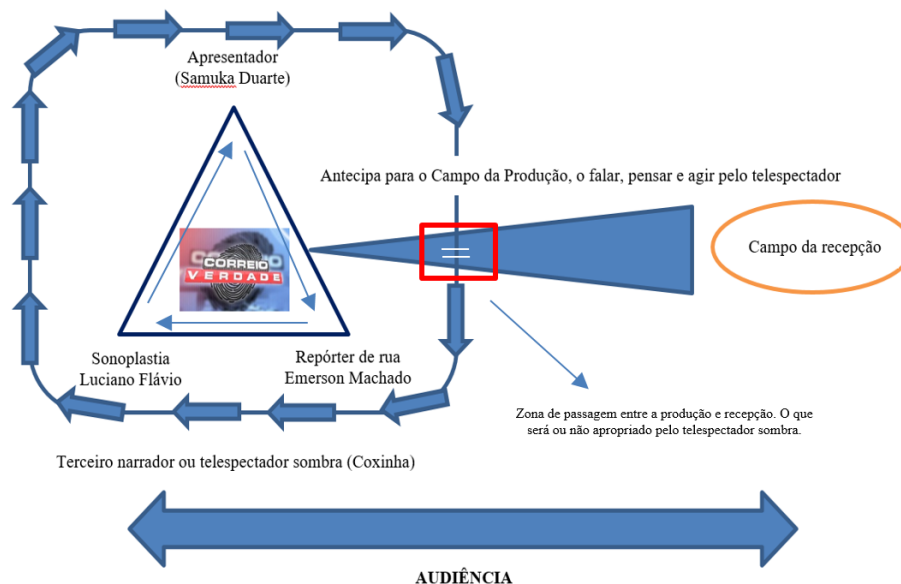 Apresentador
(Samuka Duarte)
Antecipa para o Campo da Produção, o falar, pensar e agir pelo telespectador
Campo da recepção
CORREIO
VERDADE
Sonoplastia
Luciano Flávio
Repórter de rua
Emerson Machado
Zona de passagem entre a produção e recepção. O que
será ou não apropriado pelo telespectador sombra.
Terceiro narrador ou telespectador sombra (Coxinha)
AUDIÊNCIA